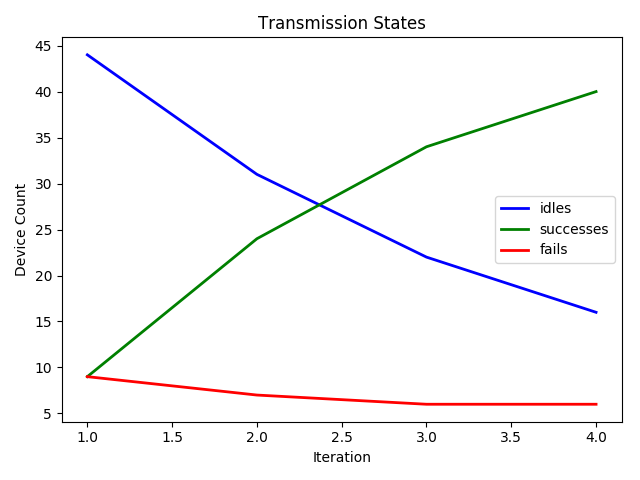 Transmission States
45
40
35
30
25
20
15
10
5
Device Count
idles
successes
fails
1.0 1.5 2.0 2.5 3.0 3.5 4.0
Iteration